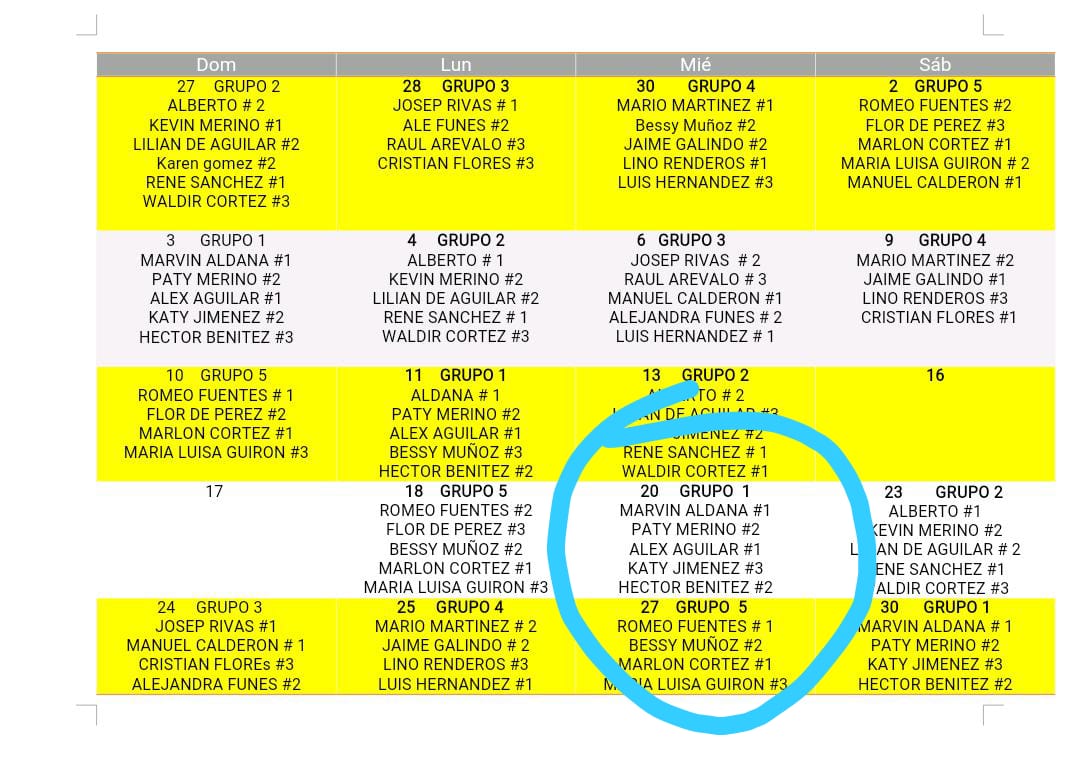 Dom
Lun
Mié
Sáb
27 GRUPO 2
ALBERTO # 2
KEVIN MERINO #1
LILIAN DE AGUILAR #2
Karen gomez #2
RENE SANCHEZ #1
WALDIR CORTEZ #3
28 GRUPO 3
JOSEP RIVAS # 1
ALE FUNES #2
RAUL AREVALO #3
CRISTIAN FLORES #3
30 GRUPO 4
MARIO MARTINEZ #1
Bessy Muñoz #2
JAIME GALINDO #2
LINO RENDEROS #1
LUIS HERNANDEZ #3
2 GRUPO 5
ROMEO FUENTES #2
FLOR DE PEREZ #3
MARLON CORTEZ #1
MARIA LUISA GUIRON # 2
MANUEL CALDERON #1
3 GRUPO 1
MARVIN ALDANA #1
PATY MERINO #2
ALEX AGUILAR #1
KATY JIMENEZ #2
HECTOR BENITEZ #3
4 GRUPO 2
ALBERTO # 1
KEVIN MERINO #2
LILIAN DE AGUILAR #2
RENE SANCHEZ # 1
WALDIR CORTEZ #3
6 GRUPO 3
JOSEP RIVAS # 2
RAUL AREVALO # 3
MANUEL CALDERON #1
ALEJANDRA FUNES # 2
LUIS HERNANDEZ # 1
9 GRUPO 4
MARIO MARTINEZ #2
JAIME GALINDO #1
LINO RENDEROS #3
CRISTIAN FLORES #1
10 GRUPO 5
ROMEO FUENTES # 1
FLOR DE PEREZ #2
MARLON CORTEZ #1
MARIA LUISA GUIRON #3
11 GRUPO 1
ALDANA # 1
PATY MERINO #2
ALEX AGUILAR #1
BESSY MUÑOZ #3
HECTOR BENITEZ #2
13 GRUPO 2
# 2
DE AGUILAR #3
JIMENEZ #2
RENE SANCHEZ # 1
WALDIR CORTEZ #1
16
17
18 GRUPO 5
ROMEO FUENTES #2
FLOR DE PEREZ #3
BESSY MUÑOZ #2
MARLON CORTEZ #1
MARIA LUISA GUIRON #3
20 GRUPO 1
MARVIN ALDANA #1
PATY MERINO #2
ALEX AGUILAR #1
KATY JIMENEZ #3
HECTOR BENITEZ #2
23 GRUPO 2
ALBERTO #1
KEVIN MERINO #2
DE AGUILAR # 2
SANCHEZ #1
CORTEZ #3
24 GRUPO 3
JOSEP RIVAS #1
MANUEL CALDERON # 1
CRISTIAN FLOREs #3
ALEJANDRA FUNES #2
25 GRUPO 4
MARIO MARTINEZ # 2
JAIME GALINDO # 2
LINO RENDEROS #3
LUIS HERNANDEZ #1
27 GRUPO 5
ROMEO FUENTES # 1
BESSY MUÑOZ #2
MARLON CORTEZ #1
LUISA GUIRON #3
30 GRUPO 1
MARVIN ALDANA # 1
PATY MERINO #2
KATY JIMENEZ #3
HECTOR BENITEZ #2